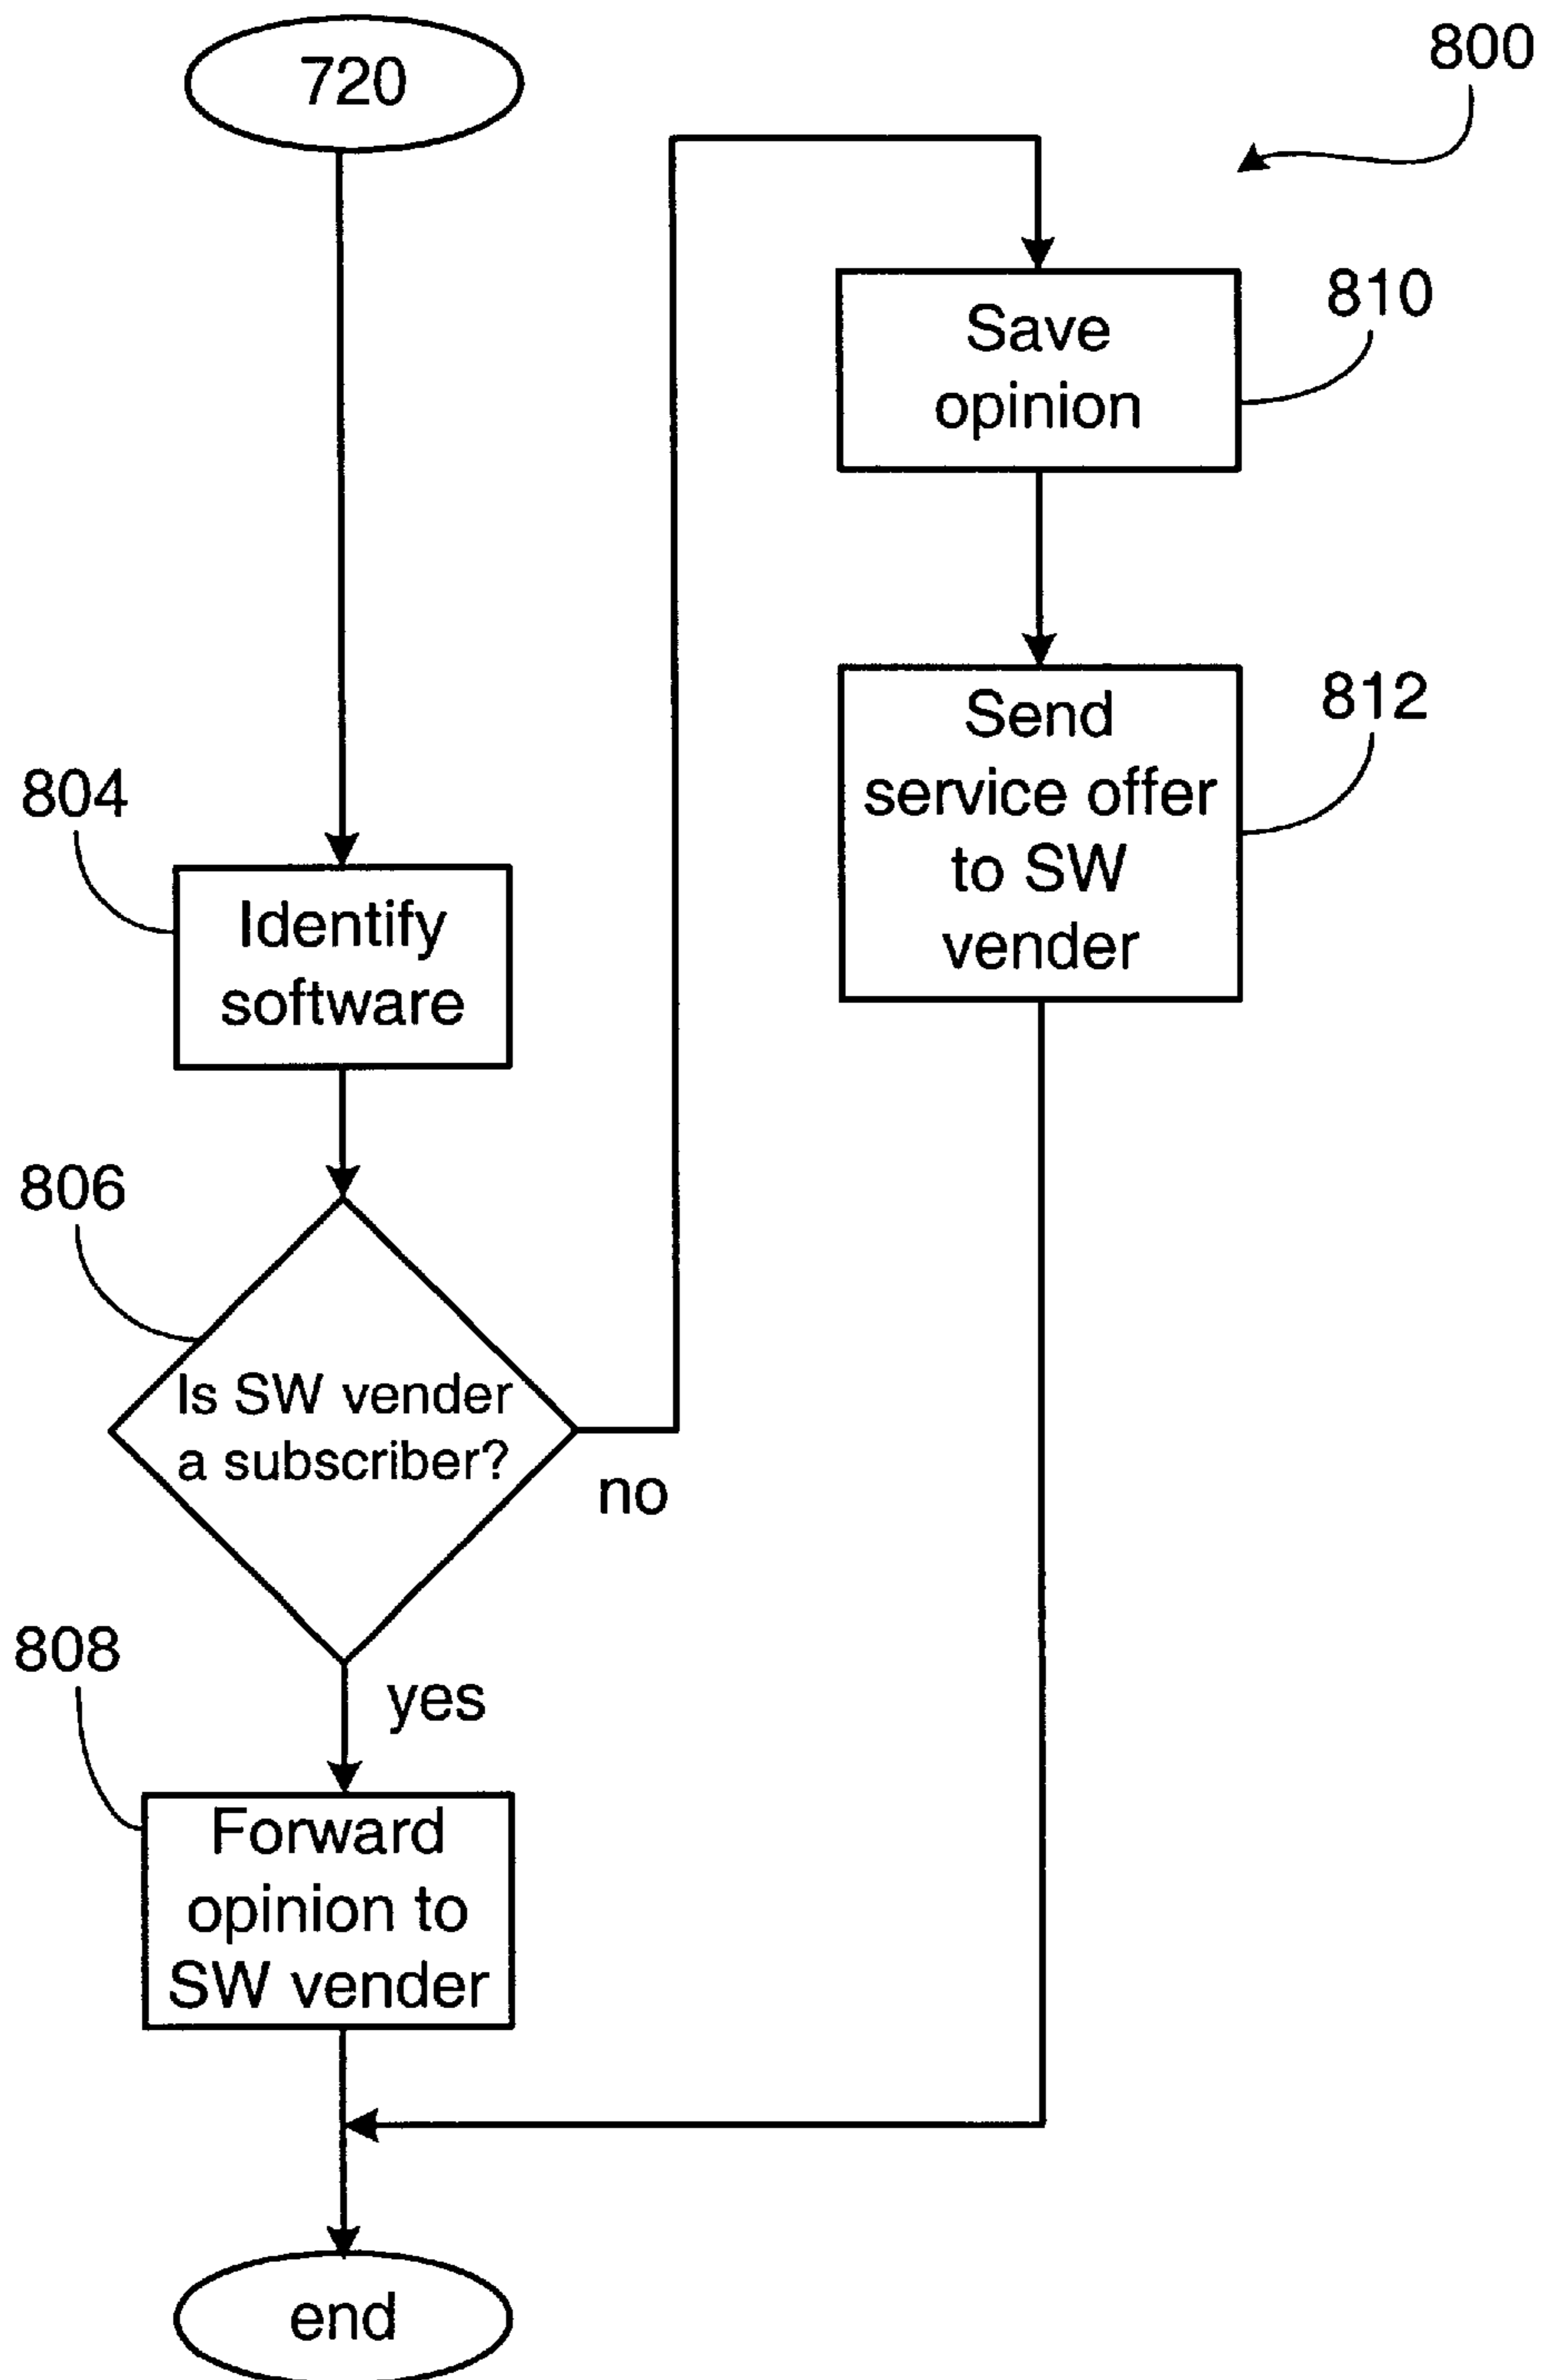 720
800
Save
opinion
810
Send
service offer
to SW
vender
812
804
Identify
software
806
Is SW vender
a subscriber?
no
yes
808
Forward
opinion to
SW vender
end